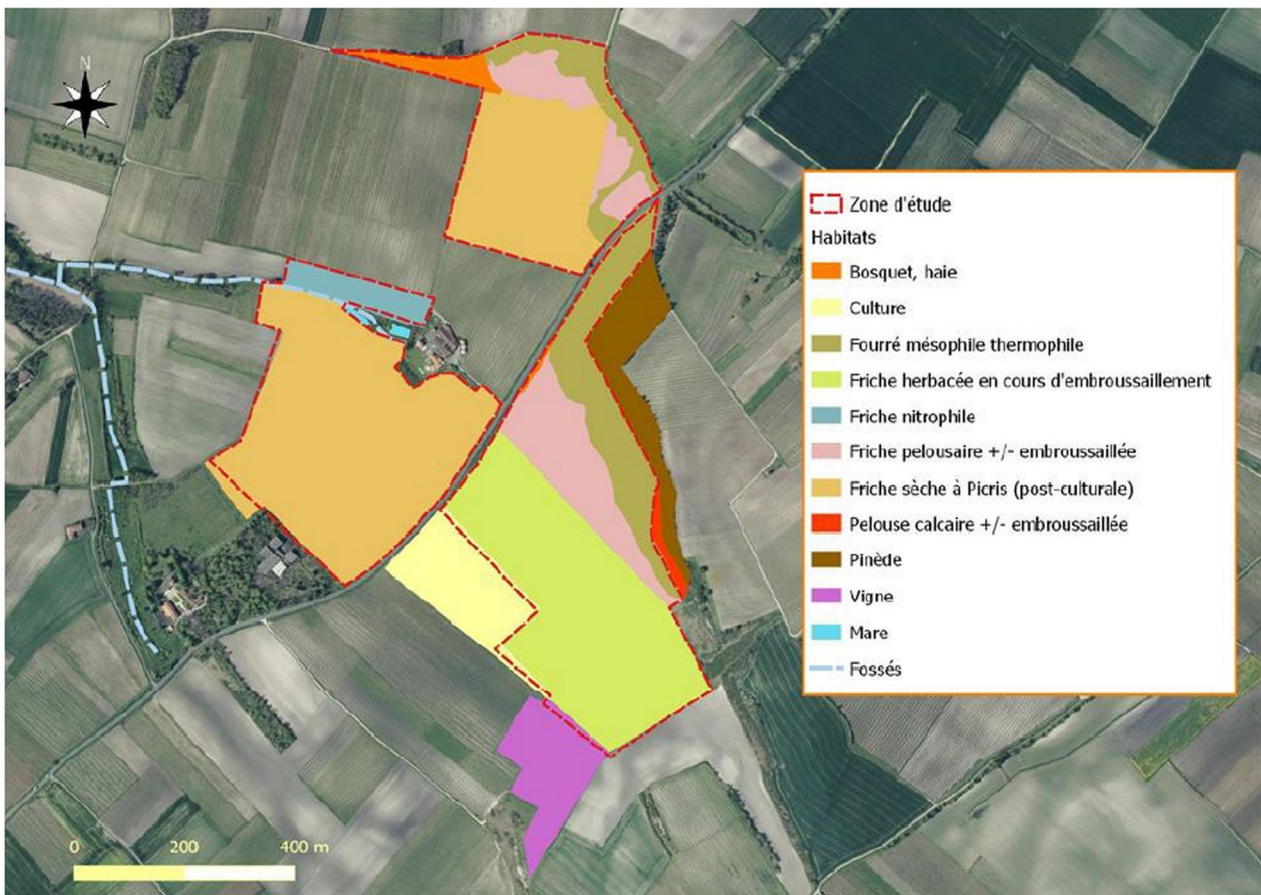 N
Zone d'étude
Habitats
Bosquet, haie
Culture
Fourré mésophile thermophile
Friche herbacée en cours d'embroussaillement
Friche nitrophile
Friche pelousaire +/- embroussaillée
Friche sèche à Picris (post-culturale)
Pelouse calcaire +/- embroussaillée
Pinède
Vigne
Mare
Fossés
0 200 400 m